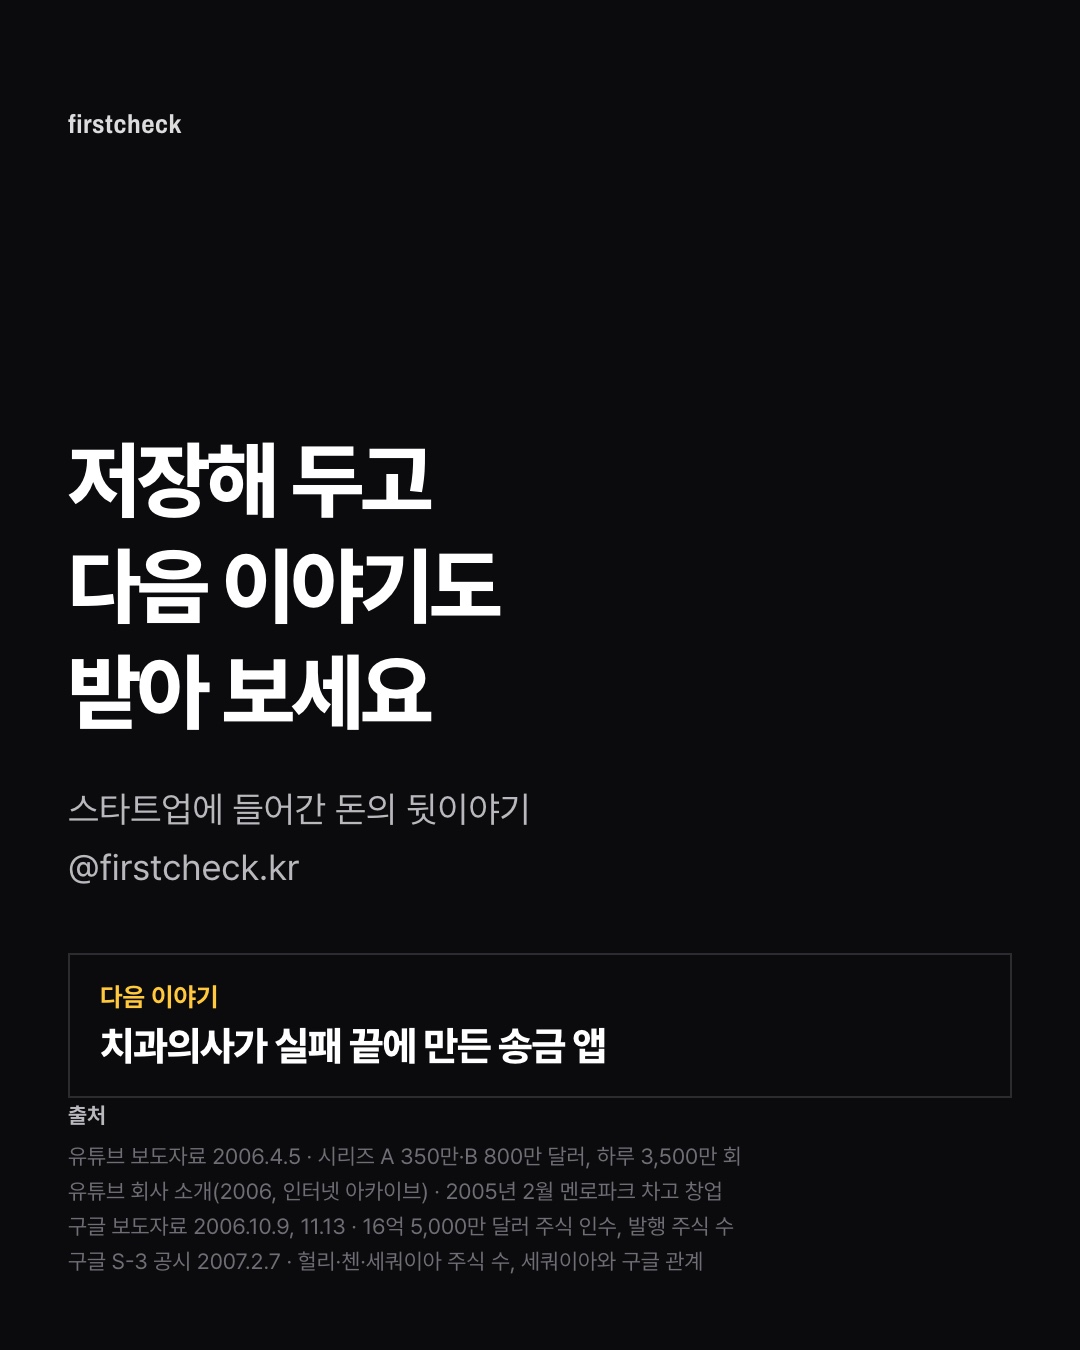 firstcheck
저장해 두고
다음 이야기도
받아 보세요
스타트업에 들어간 돈의 뒷이야기
@firstcheck.kr
다음 이야기
치과의사가 실패 끝에 만든 송금 앱
출처
유튜브 보도자료 2006.4.5 · 시리즈 A 350만·B 800만 달러, 하루 3,500만 회
유튜브 회사 소개(2006, 인터넷 아카이브) · 2005년 2월 멘로파크 차고 창업
구글 보도자료 2006.10.9, 11.13 · 16억 5,000만 달러 주식 인수, 발행 주식 수
구글 S-3 공시 2007.2.7 · 헐리·첸·세쿼이아 주식 수, 세쿼이아와 구글 관계